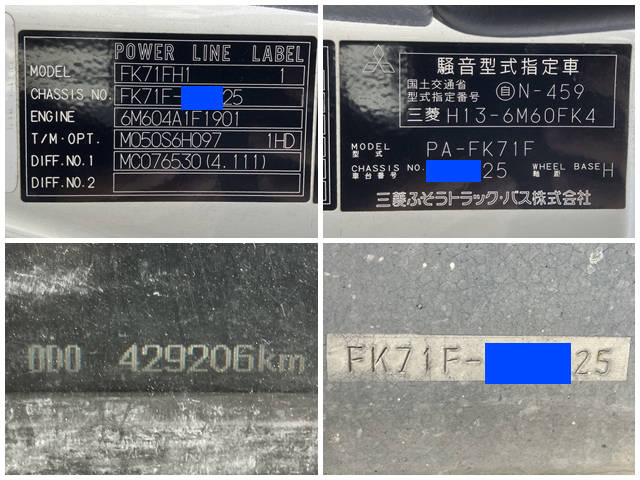 POWER LINE LABEL
MODEL FK71FH1 1
CHASSIS NO. FK71F- 25
ENGINE 6M604A1F1901
T/M·OPT. M050S6H097 1HD
DIFF.NO.1 MC076530(4.111)
DIFF.NO.2
騒音型式指定車
国土交通省
型式指定番号 自N-459
三菱 H13-6M60FK4
MODEL PA-FK71F
型式
CHASSIS NO. 25 WHEEL BASE H
車台番号 軸距
三菱ふそうトラック・バス株式会社
ODO 429206km
FK71F- 25